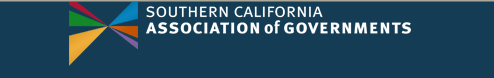 SOUTHERN CALIFORNIA
ASSOCIATION of GOVERNMENTS